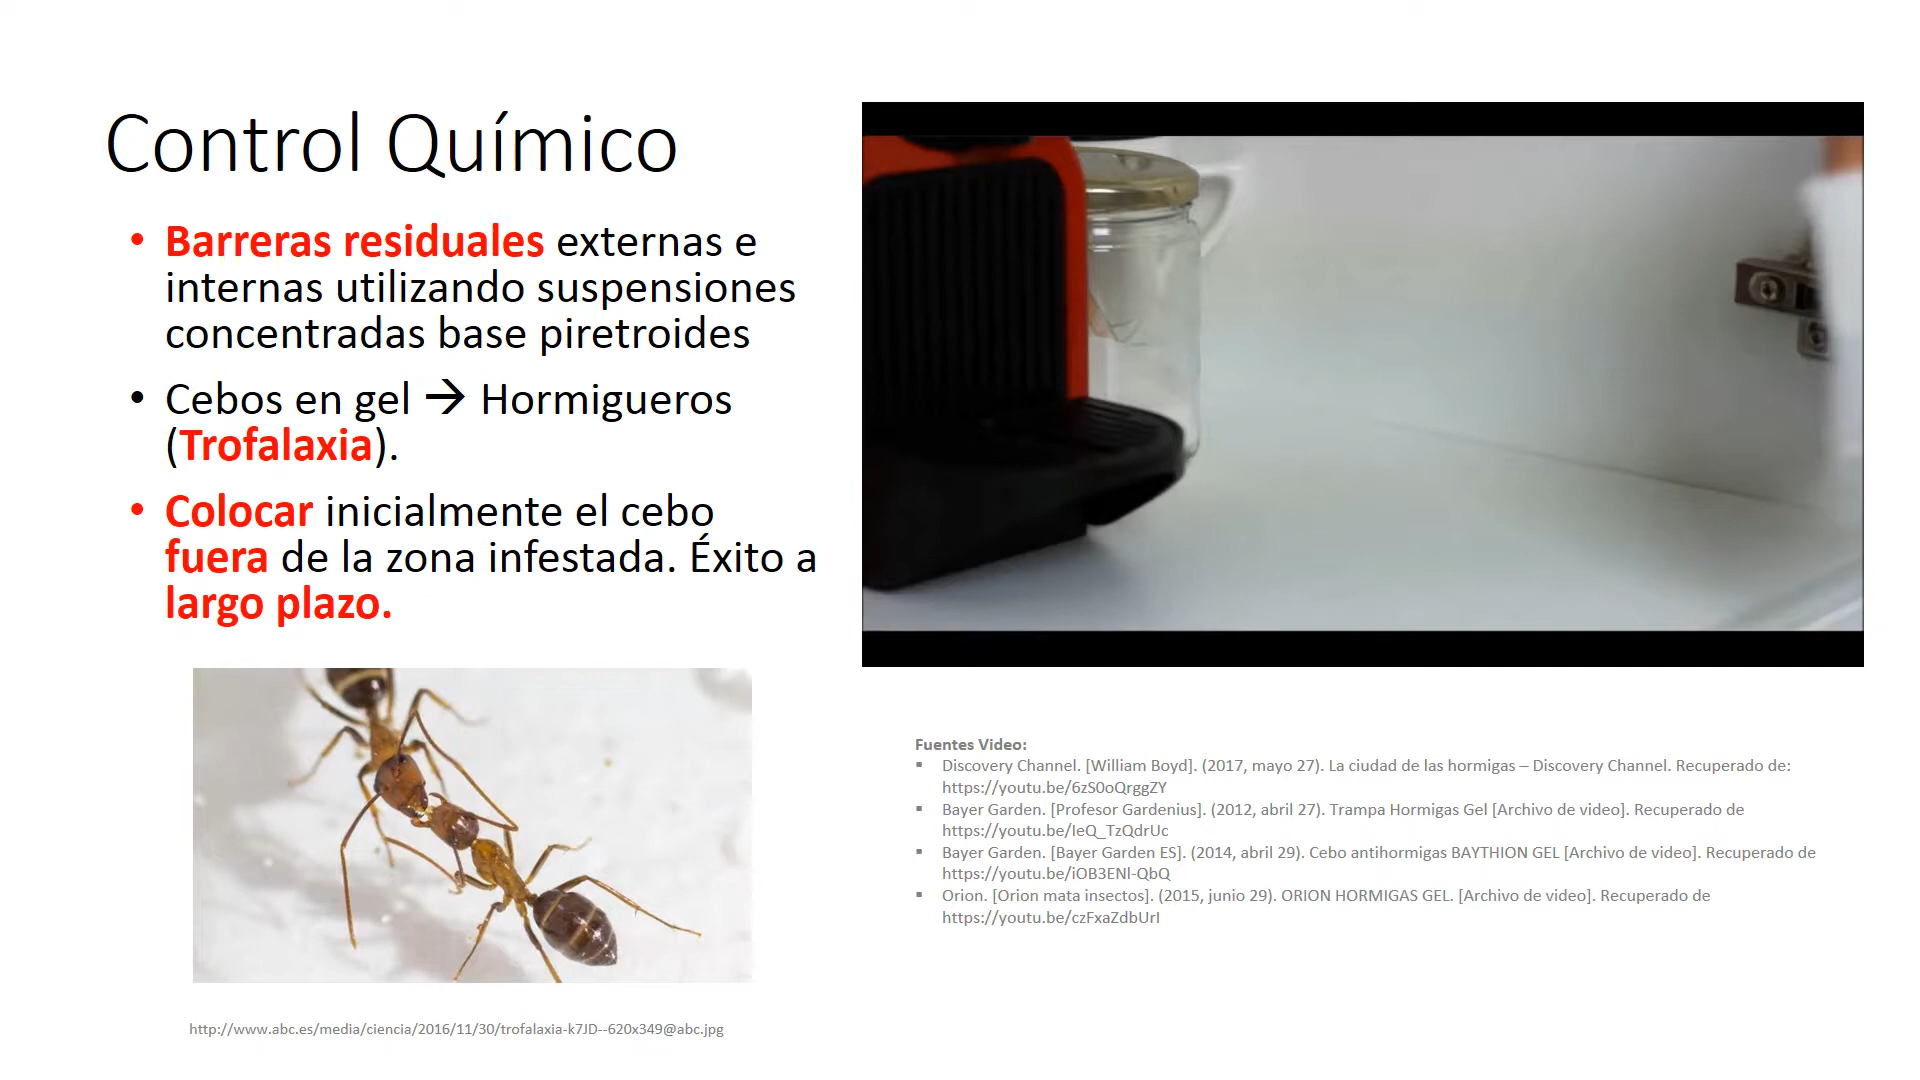 Control Químico
• Barreras residuales externas e
internas utilizando suspensiones
concentradas base piretroides
• Cebos en gel → Hormigueros
(Trofalaxia).
• Colocar inicialmente el cebo
fuera de la zona infestada. Éxito a
largo plazo.
http://www.abc.es/media/ciencia/2016/11/30/trofalaxia-k7JD--620x349@abc.jpg
Fuentes Video:
▪ Discovery Channel. [William Boyd]. (2017, mayo 27). La ciudad de las hormigas – Discovery Channel. Recuperado de:
https://youtu.be/6zS0oQrggZY
▪ Bayer Garden. [Profesor Gardenius]. (2012, abril 27). Trampa Hormigas Gel [Archivo de video]. Recuperado de
https://youtu.be/IeQ_TzQdrUc
▪ Bayer Garden. [Bayer Garden ES]. (2014, abril 29). Cebo antihormigas BAYTHION GEL [Archivo de video]. Recuperado de
https://youtu.be/iOB3ENl-QbQ
▪ Orion. [Orion mata insectos]. (2015, junio 29). ORION HORMIGAS GEL. [Archivo de video]. Recuperado de
https://youtu.be/czFxaZdbUrI